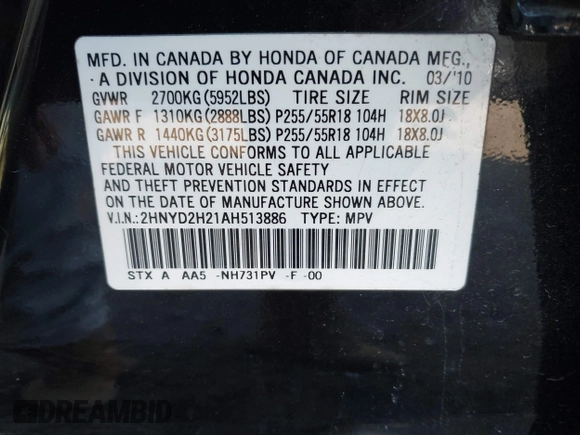 MFD. IN CANADA BY HONDA OF CANADA MFG.,
A DIVISION OF HONDA CANADA INC. 03/'10
GVWR 2700KG (5952LBS) TIRE SIZE RIM SIZE
GAWR F 1310KG (2888LBS) P255/55R18 104H 18X8.0J
GAWR R 1440KG (3175LBS) P255/55R18 104H 18X8.0J
THIS VEHICLE CONFORMS TO ALL APPLICABLE
FEDERAL MOTOR VEHICLE SAFETY
AND THEFT PREVENTION STANDARDS IN EFFECT
ON THE DATE OF MANUFACTURE SHOWN ABOVE.
V.I.N.: 2HNYD2H21AH513886 TYPE: MPV
STX A AA5 -NH731PV -F -00
DREAMBID